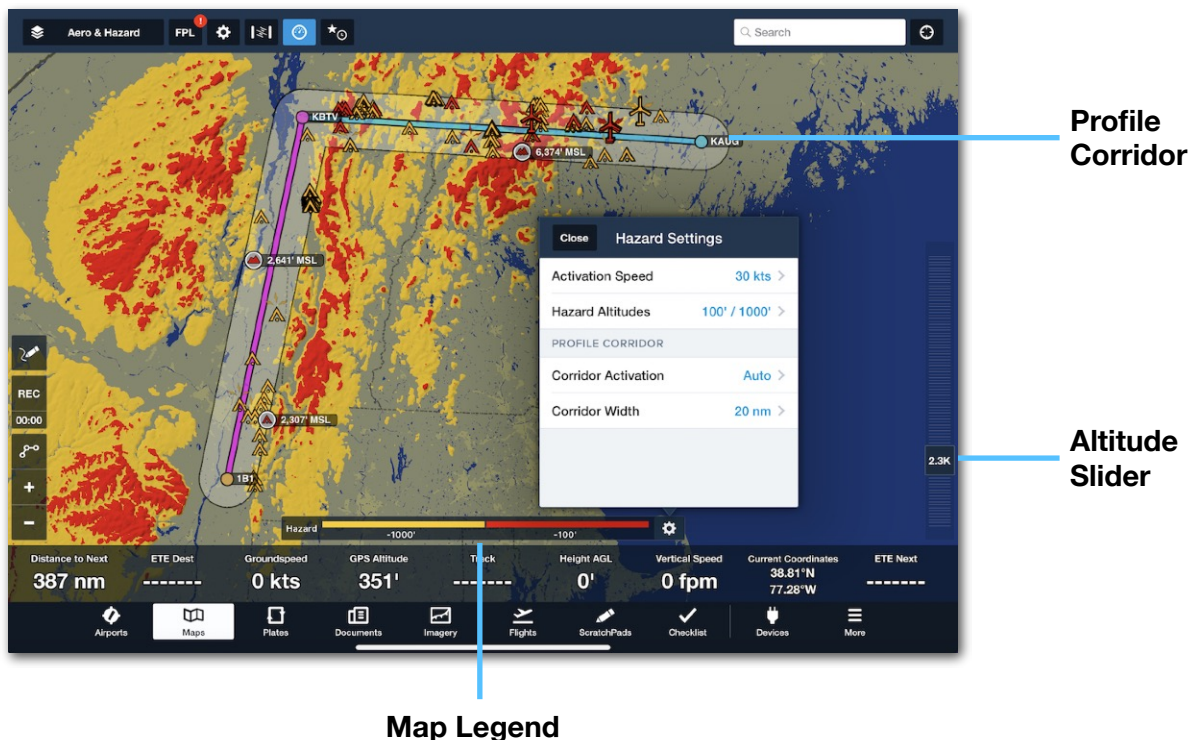 Aero & Hazard
FPL
!
Search
KBTV
KAUG
6,374' MSL
Profile
Corridor
Close
Hazard Settings
2,641' MSL
Activation Speed
30 kts
Hazard Altitudes
100' / 1000'
PROFILE CORRIDOR
Corridor Activation
Auto
REC
Corridor Width
20 nm
00:00
2,307' MSL
Altitude
Slider
2.3K
1B1
+
−
Hazard
-1000'
-100'
Distance to Next
ETE Dest
Groundspeed
GPS Altitude
Track
Height AGL
Vertical Speed
Current Coordinates
ETE Next
387 nm
-------
0 kts
351'
-------
0'
0 fpm
38.81°N
77.28°W
-------
Airports
Maps
Plates
Documents
Imagery
Flights
ScratchPads
Checklist
Devices
More
Map Legend